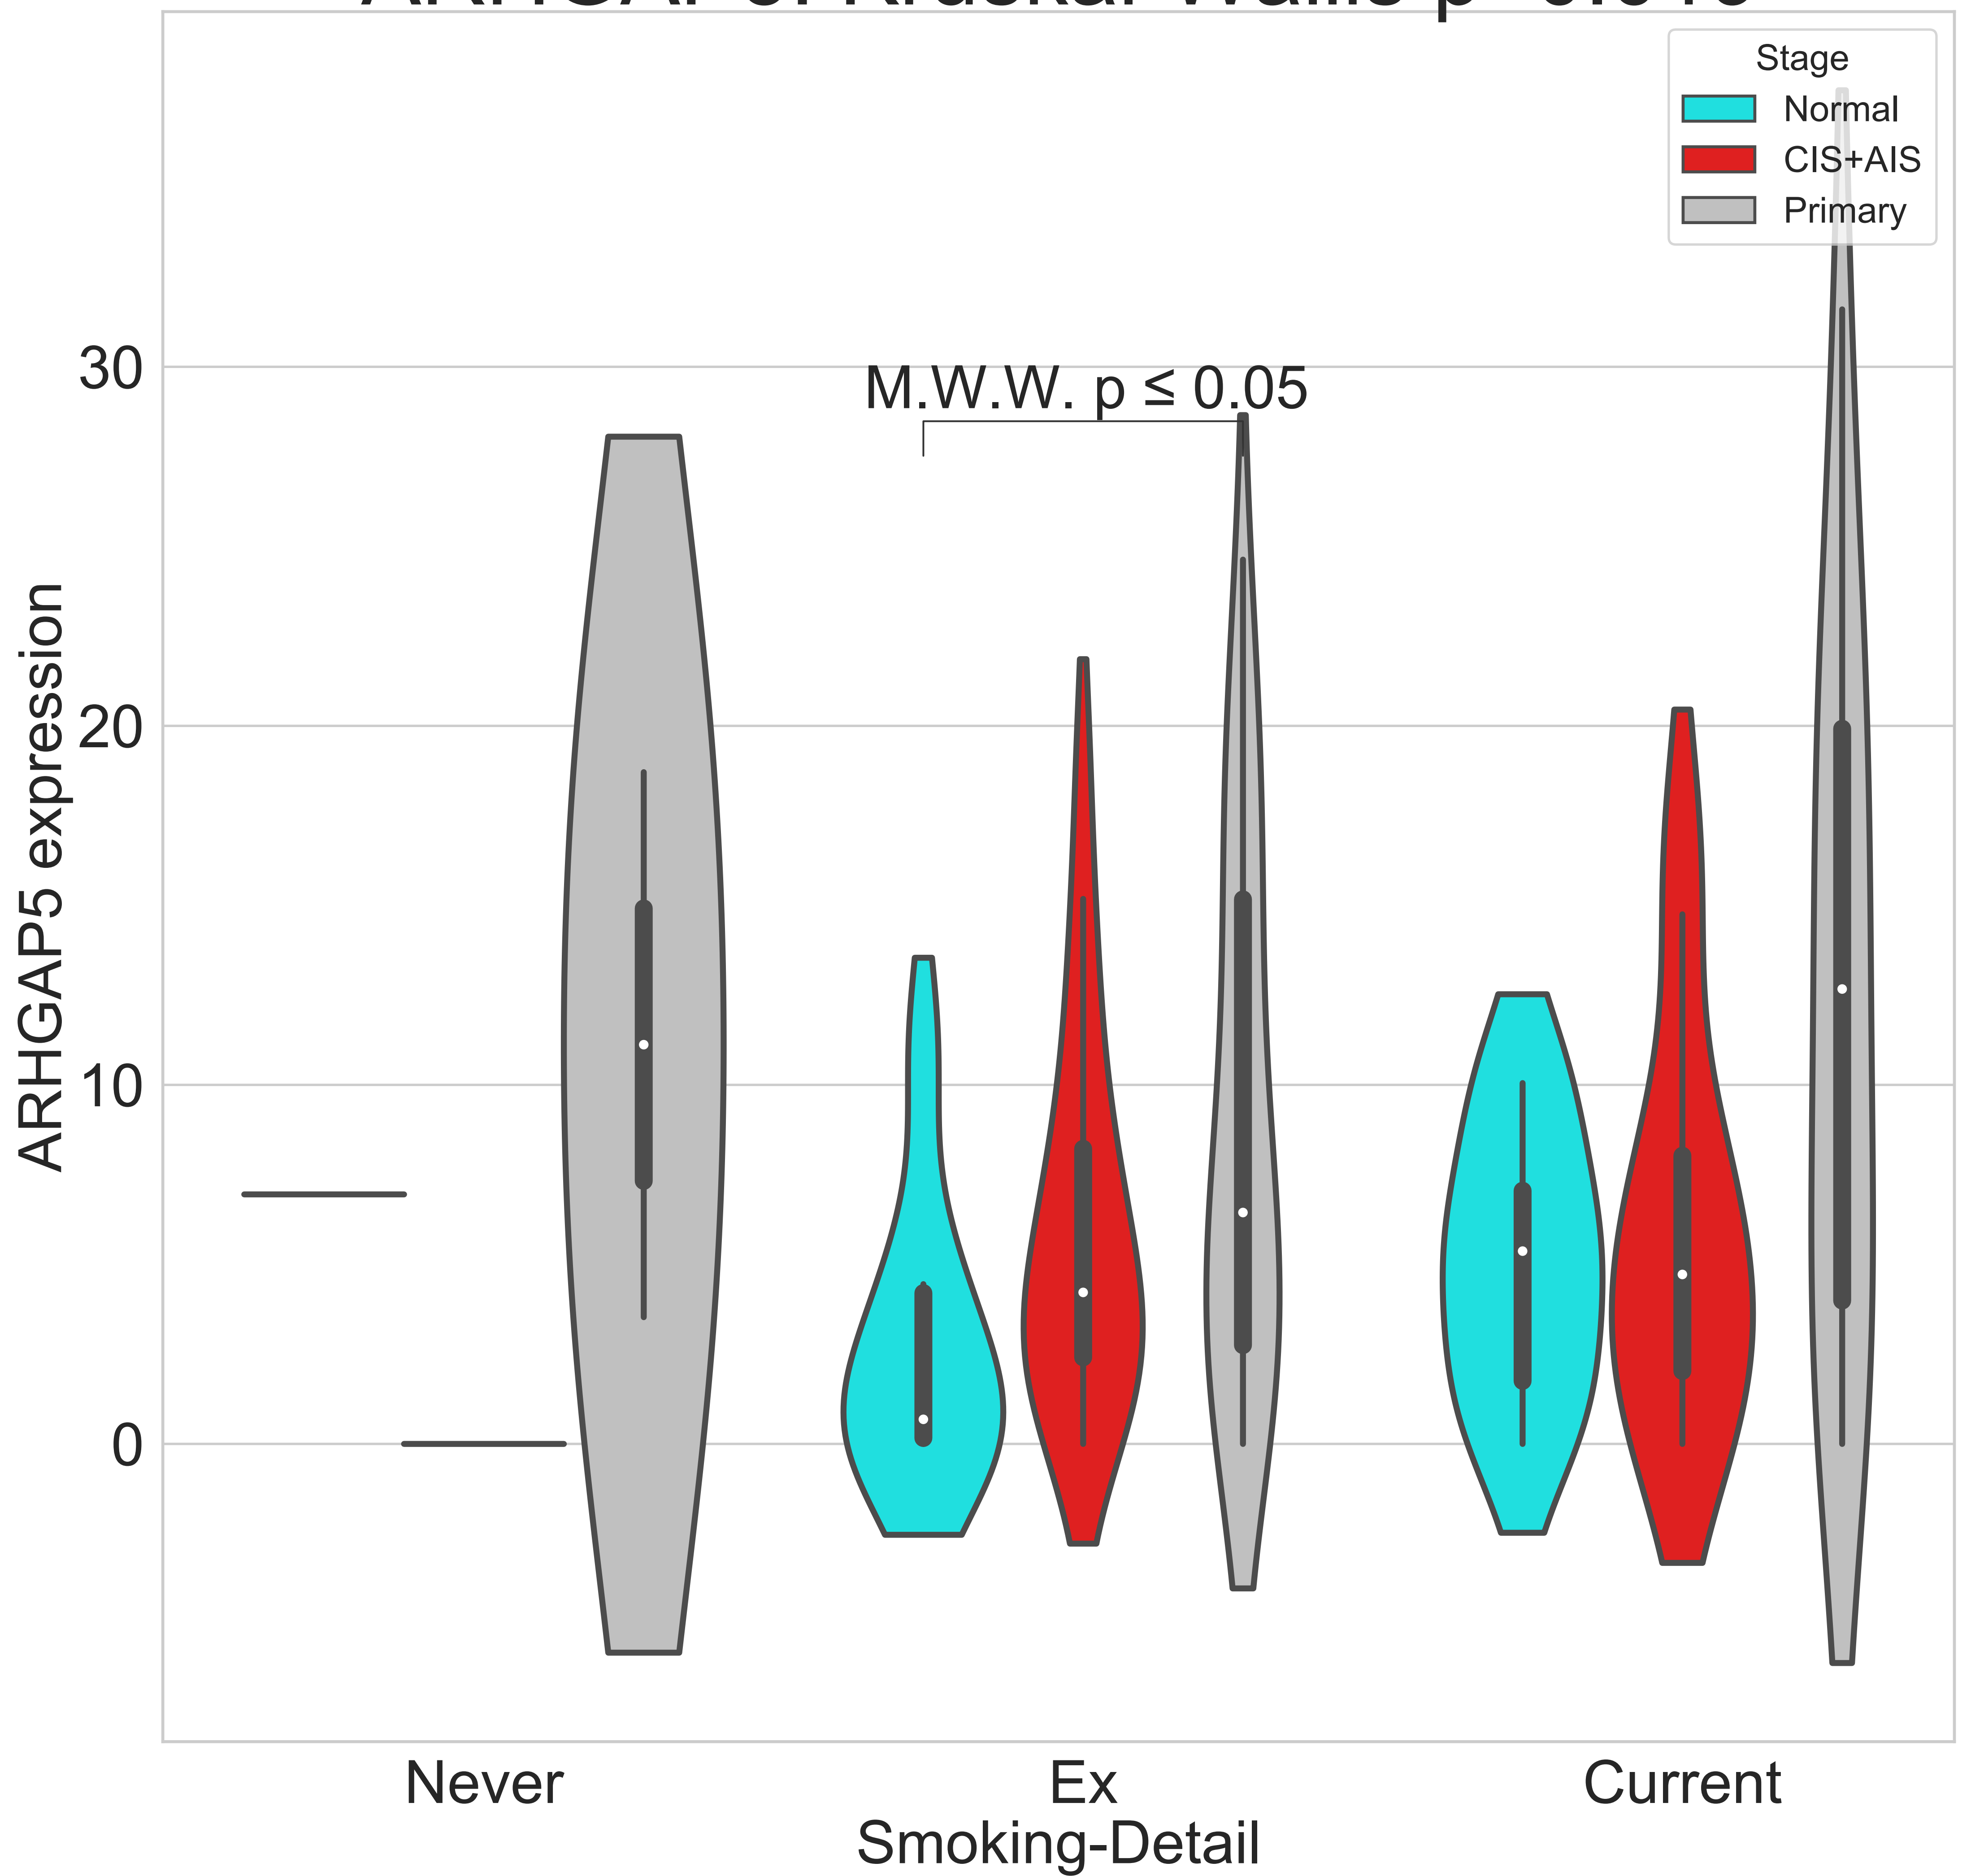 Stage
Normal
CIS+AIS
Primary
30
20
10
0
M.W.W. p ≤ 0.05
ARHGAP5 expression
Never
Ex
Current
Smoking-Detail